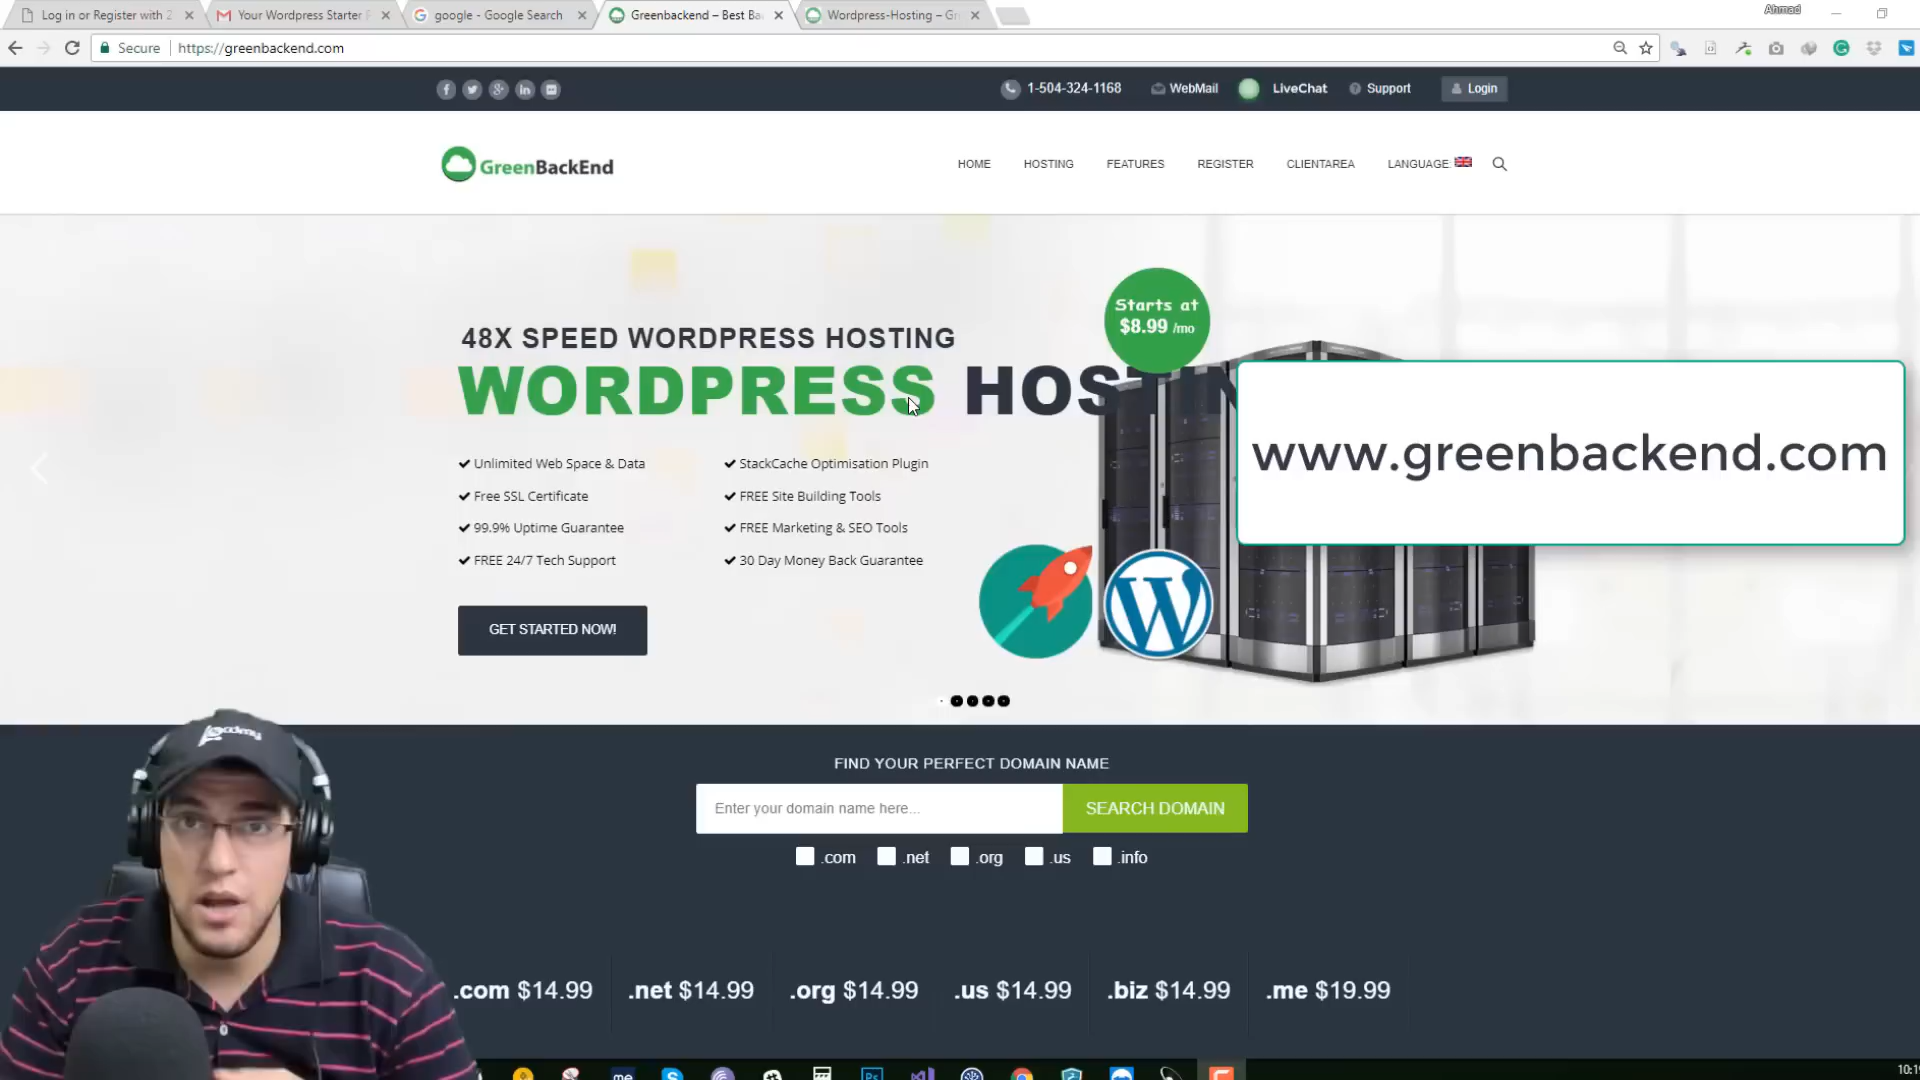 Log in or Register with 2
Your Wordpress Starter
google - Google Search
Greenbackend – Best Ba
Wordpress-Hosting – Gr
Ahmad
Secure
https://greenbackend.com
1-504-324-1168
WebMail
LiveChat
Support
Login
GreenBackEnd
HOME
HOSTING
FEATURES
REGISTER
CLIENTAREA
LANGUAGE:
Starts at
$8.99 /mo
48X SPEED WORDPRESS HOSTING
WORDPRESS HOSTIN
www.greenbackend.com
Unlimited Web Space & Data
StackCache Optimisation Plugin
Free SSL Certificate
FREE Site Building Tools
99.9% Uptime Guarantee
FREE Marketing & SEO Tools
FREE 24/7 Tech Support
30 Day Money Back Guarantee
GET STARTED NOW!
FIND YOUR PERFECT DOMAIN NAME
Enter your domain name here...
SEARCH DOMAIN
.com
.net
.org
.us
.info
.com $14.99
.net $14.99
.org $14.99
.us $14.99
.biz $14.99
.me $19.99
me
Ps